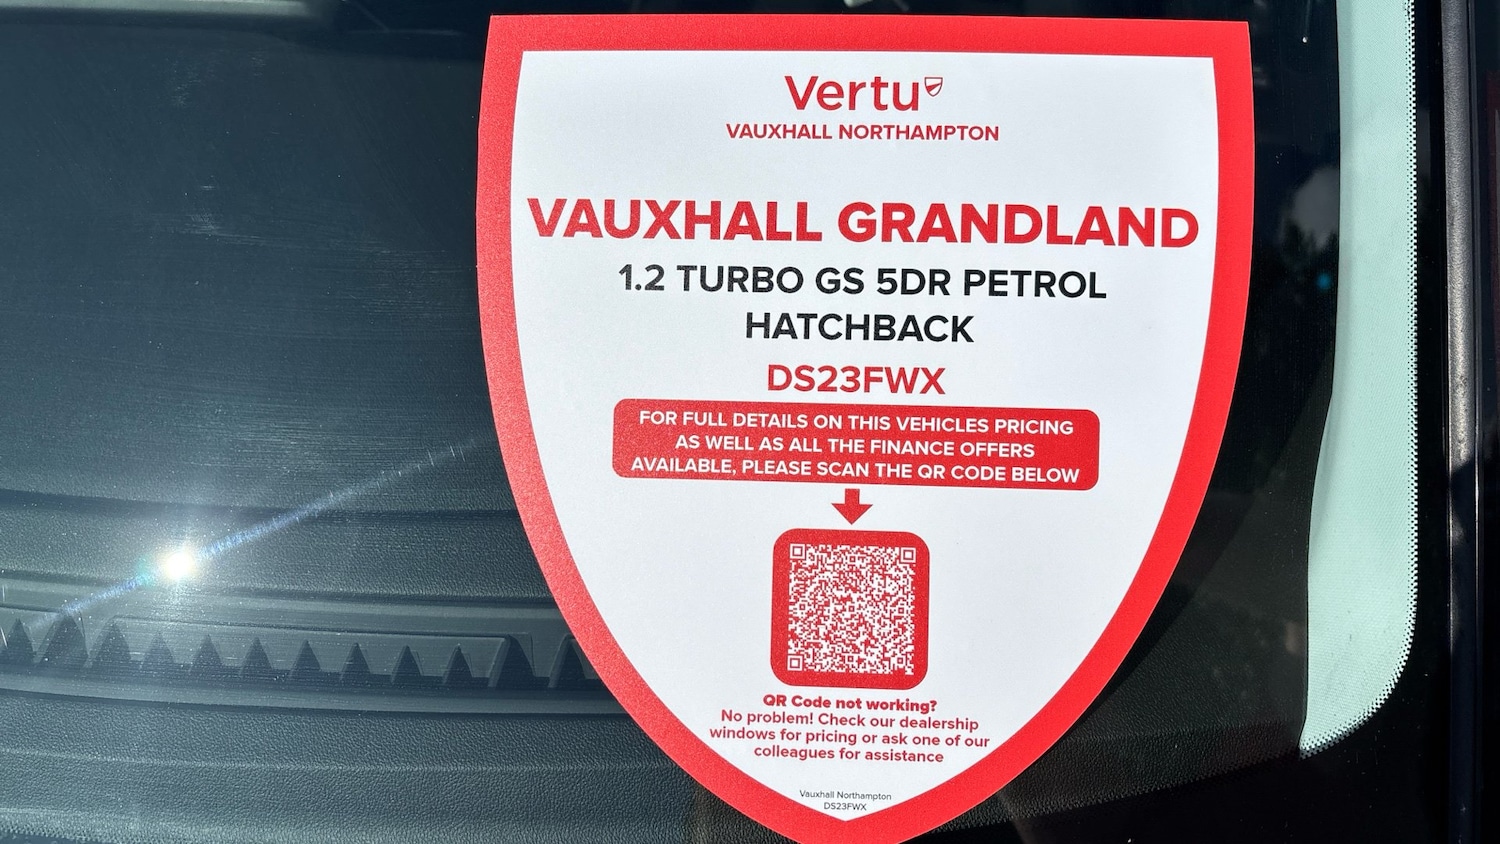 Vertu
VAUXHALL NORTHAMPTON
VAUXHALL GRANDLAND
1.2 TURBO GS 5DR PETROL
HATCHBACK
DS23FWX
FOR FULL DETAILS ON THIS VEHICLES PRICING
AS WELL AS ALL THE FINANCE OFFERS
AVAILABLE, PLEASE SCAN THE QR CODE BELOW
QR Code not working?
No problem! Check our dealership
windows for pricing or ask one of our
colleagues for assistance
Vauxhall Northampton
DS23FWX